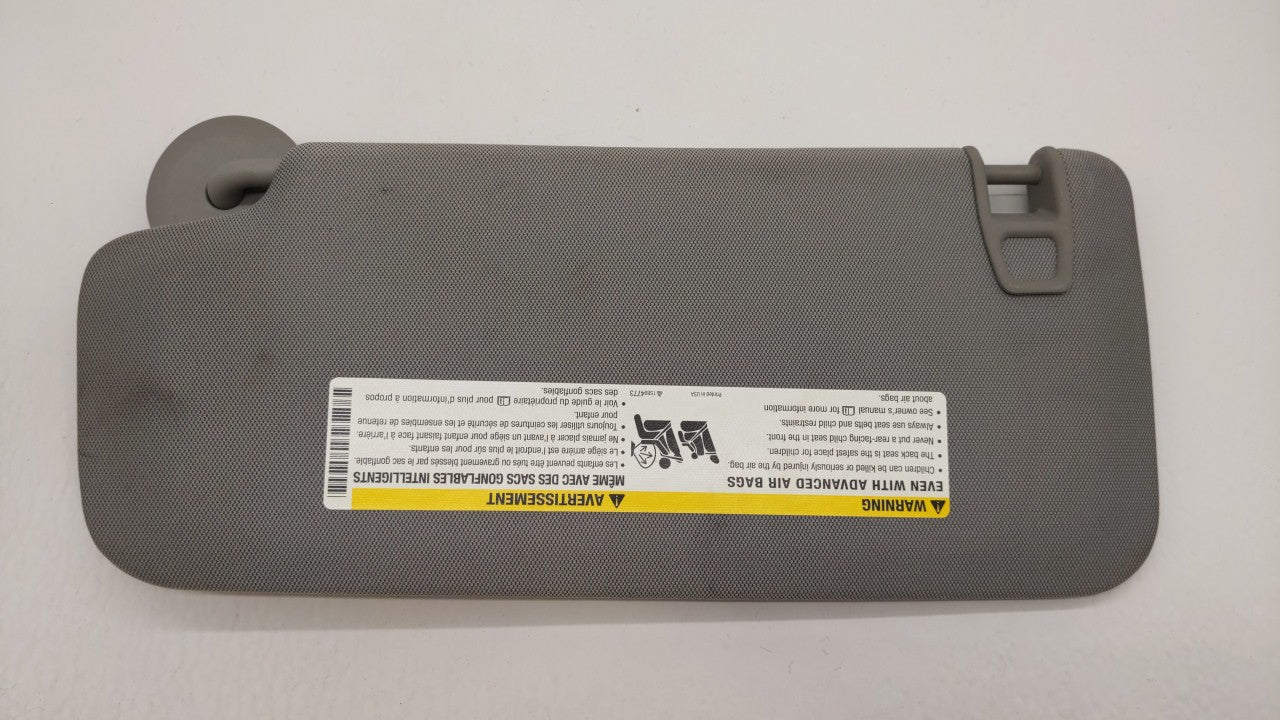 WARNING
EVEN WITH ADVANCED AIR BAGS
• Children can be killed or seriously injured by the air bag.
• The back seat is the safest place for children.
• Never put a rear-facing child seat in the front.
Always use seat belts and child restraints.
• See owner's manual for more information
about air bags.
Printed in USA
15894773
AVERTISSEMENT
MÊME AVEC DES SACS GONFLABLES INTELLIGENTS
• Les enfants peuvent être tués ou gravement blessés par le sac gonflable.
• Le siège arrière est l'endroit le plus sûr pour les enfants.
• Ne jamais placer à l'avant un siège pour enfant faisant face à l'arrière.
• Toujours utiliser les ceintures de sécurité et les ensembles de retenue
pour enfant.
• Voir le guide du propriétaire pour plus d'information à propos
des sacs gonflables.